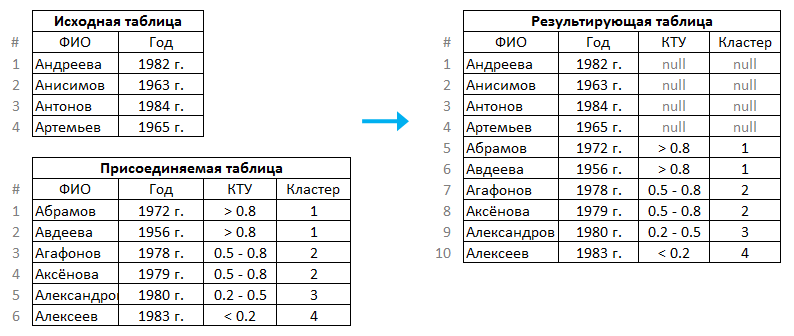 Исходная таблица
# ФИО Год
1 Андреева 1982 г.
2 Анисимов 1963 г.
3 Антонов 1984 г.
4 Артемьев 1965 г.
Присоединяемая таблица
# ФИО Год КТУ Кластер
1 Абрамов 1972 г. > 0.8 1
2 Авдеева 1956 г. > 0.8 1
3 Агафонов 1978 г. 0.5 - 0.8 2
4 Аксёнова 1979 г. 0.5 - 0.8 2
5 Александров 1980 г. 0.2 - 0.5 3
6 Алексеев 1983 г. < 0.2 4
Результирующая таблица
# ФИО Год КТУ Кластер
1 Андреева 1982 г. null null
2 Анисимов 1963 г. null null
3 Антонов 1984 г. null null
4 Артемьев 1965 г. null null
5 Абрамов 1972 г. > 0.8 1
6 Авдеева 1956 г. > 0.8 1
7 Агафонов 1978 г. 0.5 - 0.8 2
8 Аксёнова 1979 г. 0.5 - 0.8 2
9 Александров 1980 г. 0.2 - 0.5 3
10 Алексеев 1983 г. < 0.2 4